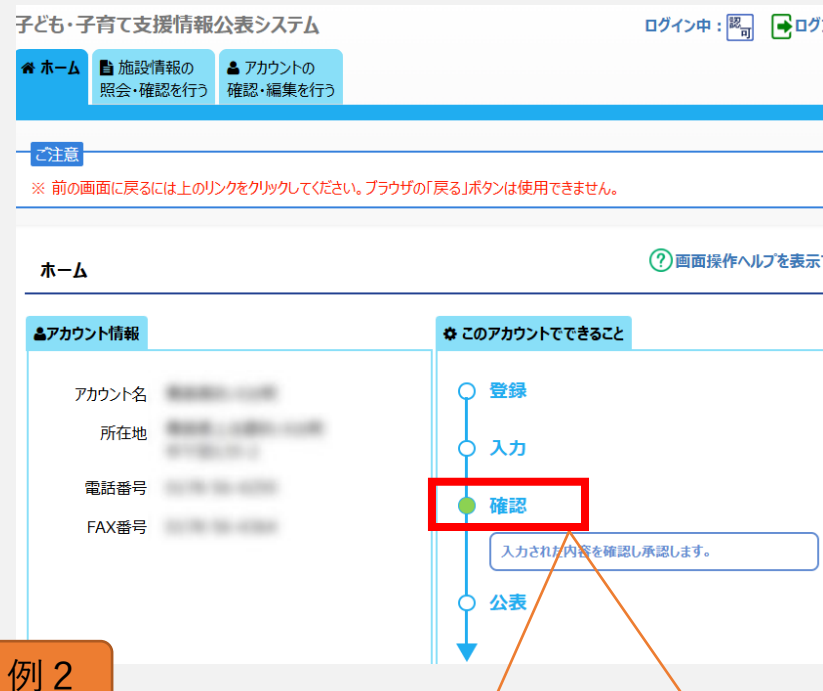 子ども・子育て支援情報公表システム
ログイン中：認可
ログ
ホーム
施設情報の
照会・確認を行う
アカウントの
確認・編集を行う
ご注意
※ 前の画面に戻るには上のリンクをクリックしてください。ブラウザの「戻る」ボタンは使用できません。
ホーム
?画面操作ヘルプを表示
アカウント情報
アカウント名
所在地
電話番号
FAX番号
このアカウントでできること
登録
入力
確認
入力された内容を確認し承認します。
公表
例２